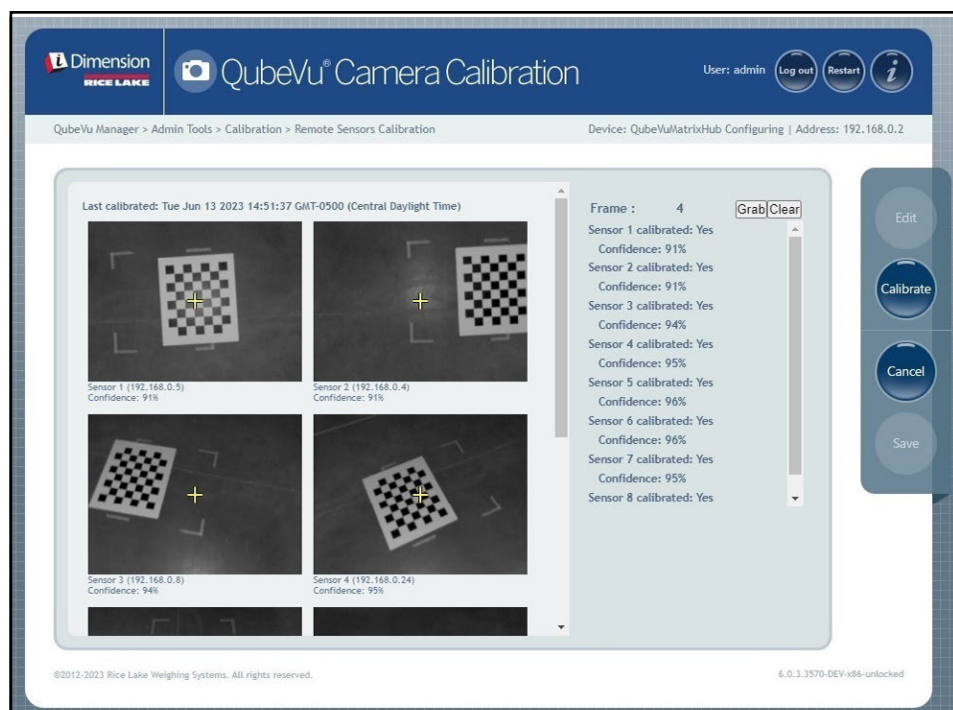 iDimension
RICE LAKE
QubeVu® Camera Calibration
User: admin
Log out
Restart
i
QubeVu Manager > Admin Tools > Calibration > Remote Sensors Calibration
Device: QubeVuMatrixHub Configuring | Address: 192.168.0.2
Last calibrated: Tue Jun 13 2023 14:51:37 GMT-0500 (Central Daylight Time)
Sensor 1 (192.168.0.5)
Confidence: 91%
Sensor 2 (192.168.0.4)
Confidence: 91%
Sensor 3 (192.168.0.8)
Confidence: 94%
Sensor 4 (192.168.0.24)
Confidence: 95%
Frame : 4
Grab
Clear
Sensor 1 calibrated: Yes
Confidence: 91%
Sensor 2 calibrated: Yes
Confidence: 91%
Sensor 3 calibrated: Yes
Confidence: 94%
Sensor 4 calibrated: Yes
Confidence: 95%
Sensor 5 calibrated: Yes
Confidence: 96%
Sensor 6 calibrated: Yes
Confidence: 96%
Sensor 7 calibrated: Yes
Confidence: 95%
Sensor 8 calibrated: Yes
Edit
Calibrate
Cancel
Save
©2012-2023 Rice Lake Weighing Systems. All rights reserved.
6.0.3.3570-DEV-x86-unlocked